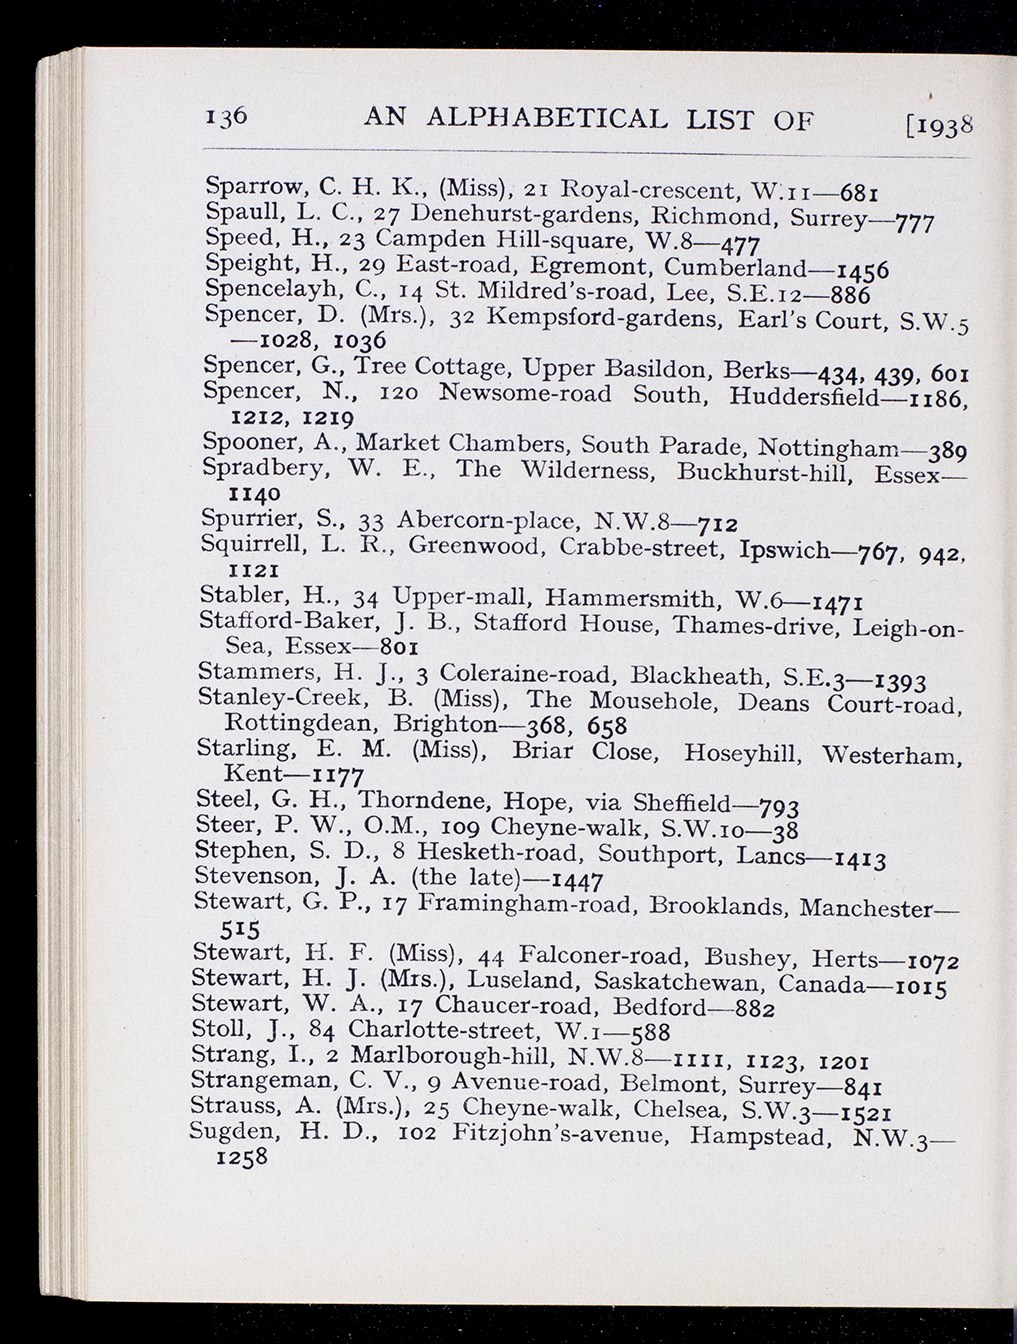 136 AN ALPHABETICAL LIST OF [1938
Sparrow, C. H. K., (Miss), 21 Royal-crescent, W.11—681
Spaull, L. C., 27 Denehurst-gardens, Richmond, Surrey—777
Speed, H., 23 Campden Hill-square, W.8—477
Speight, H., 29 East-road, Egremont, Cumberland—1456
Spencelayh, C., 14 St. Mildred's-road, Lee, S.E.12—886
Spencer, D. (Mrs.), 32 Kempsford-gardens, Earl's Court, S.W.5
—1028, 1036
Spencer, G., Tree Cottage, Upper Basildon, Berks—434, 439, 601
Spencer, N., 120 Newsome-road South, Huddersfield—1186,
1212, 1219
Spooner, A., Market Chambers, South Parade, Nottingham—389
Spradbery, W. E., The Wilderness, Buckhurst-hill, Essex—
1140
Spurrier, S., 33 Abercorn-place, N.W.8—712
Squirrell, L. R., Greenwood, Crabbe-street, Ipswich—767, 942,
1121
Stabler, H., 34 Upper-mall, Hammersmith, W.6—1471
Stafford-Baker, J. B., Stafford House, Thames-drive, Leigh-on-
Sea, Essex—801
Stammers, H. J., 3 Coleraine-road, Blackheath, S.E.3—1393
Stanley-Creek, B. (Miss), The Mousehole, Deans Court-road,
Rottingdean, Brighton—368, 658
Starling, E. M. (Miss), Briar Close, Hoseyhill, Westerham,
Kent—1177
Steel, G. H., Thorndene, Hope, via Sheffield—793
Steer, P. W., O.M., 109 Cheyne-walk, S.W.10—38
Stephen, S. D., 8 Hesketh-road, Southport, Lancs—1413
Stevenson, J. A. (the late)—1447
Stewart, G. P., 17 Framingham-road, Brooklands, Manchester—
515
Stewart, H. F. (Miss), 44 Falconer-road, Bushey, Herts—1072
Stewart, H. J. (Mrs.), Luseland, Saskatchewan, Canada—1015
Stewart, W. A., 17 Chaucer-road, Bedford—882
Stoll, J., 84 Charlotte-street, W.1—588
Strang, I., 2 Marlborough-hill, N.W.8—1111, 1123, 1201
Strangeman, C. V., 9 Avenue-road, Belmont, Surrey—841
Strauss, A. (Mrs.), 25 Cheyne-walk, Chelsea, S.W.3—1521
Sugden, H. D., 102 Fitzjohn's-avenue, Hampstead, N.W.3—
1258